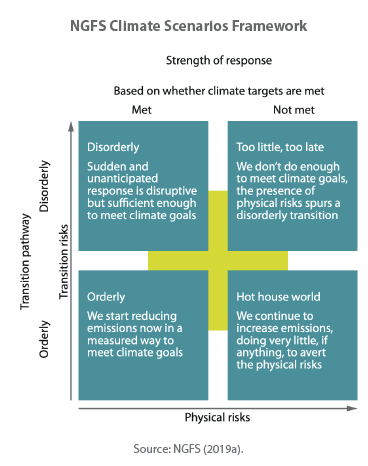 NGFS Climate Scenarios Framework
Strength of response
Based on whether climate targets are met
Met
Not met
Transition pathway
Disorderly
Orderly
Transition risks
Disorderly
Sudden and
unanticipated
response is disruptive
but sufficient enough
to meet climate goals
Too little, too late
We don't do enough
to meet climate goals,
the presence of
physical risks spurs a
disorderly transition
Orderly
We start reducing
emissions now in a
measured way to
meet climate goals
Hot house world
We continue to
increase emissions,
doing very little, if
anything, to avert
the physical risks
Physical risks
Source: NGFS (2019a).